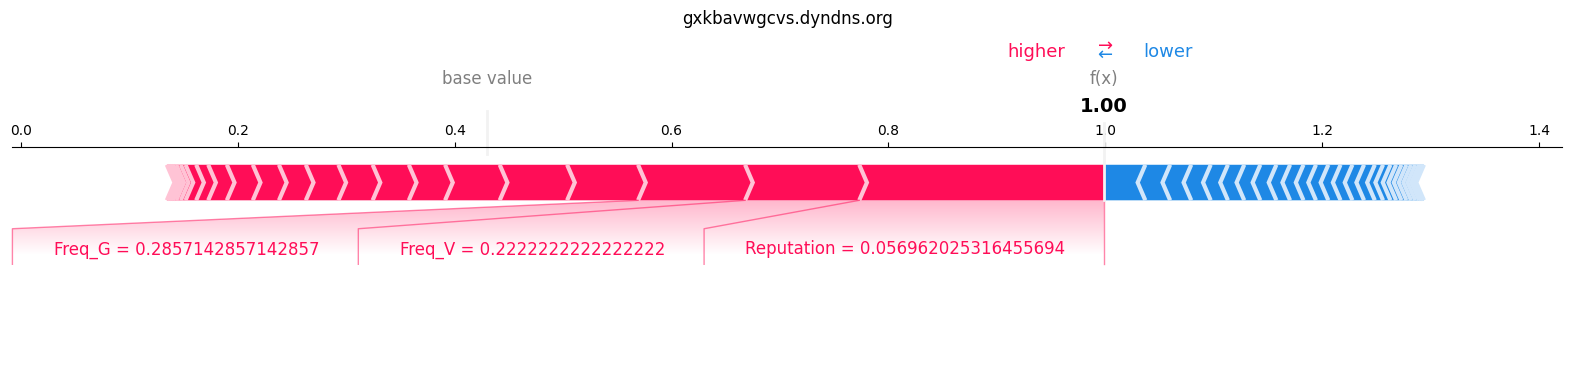 gxkbavwgcvs.dyndns.org
higher ⇄ lower
base value f(x)
1.00
0.0 0.2 0.4 0.6 0.8 1.0 1.2 1.4
Freq_G = 0.2857142857142857 Freq_V = 0.2222222222222222 Reputation = 0.056962025316455694